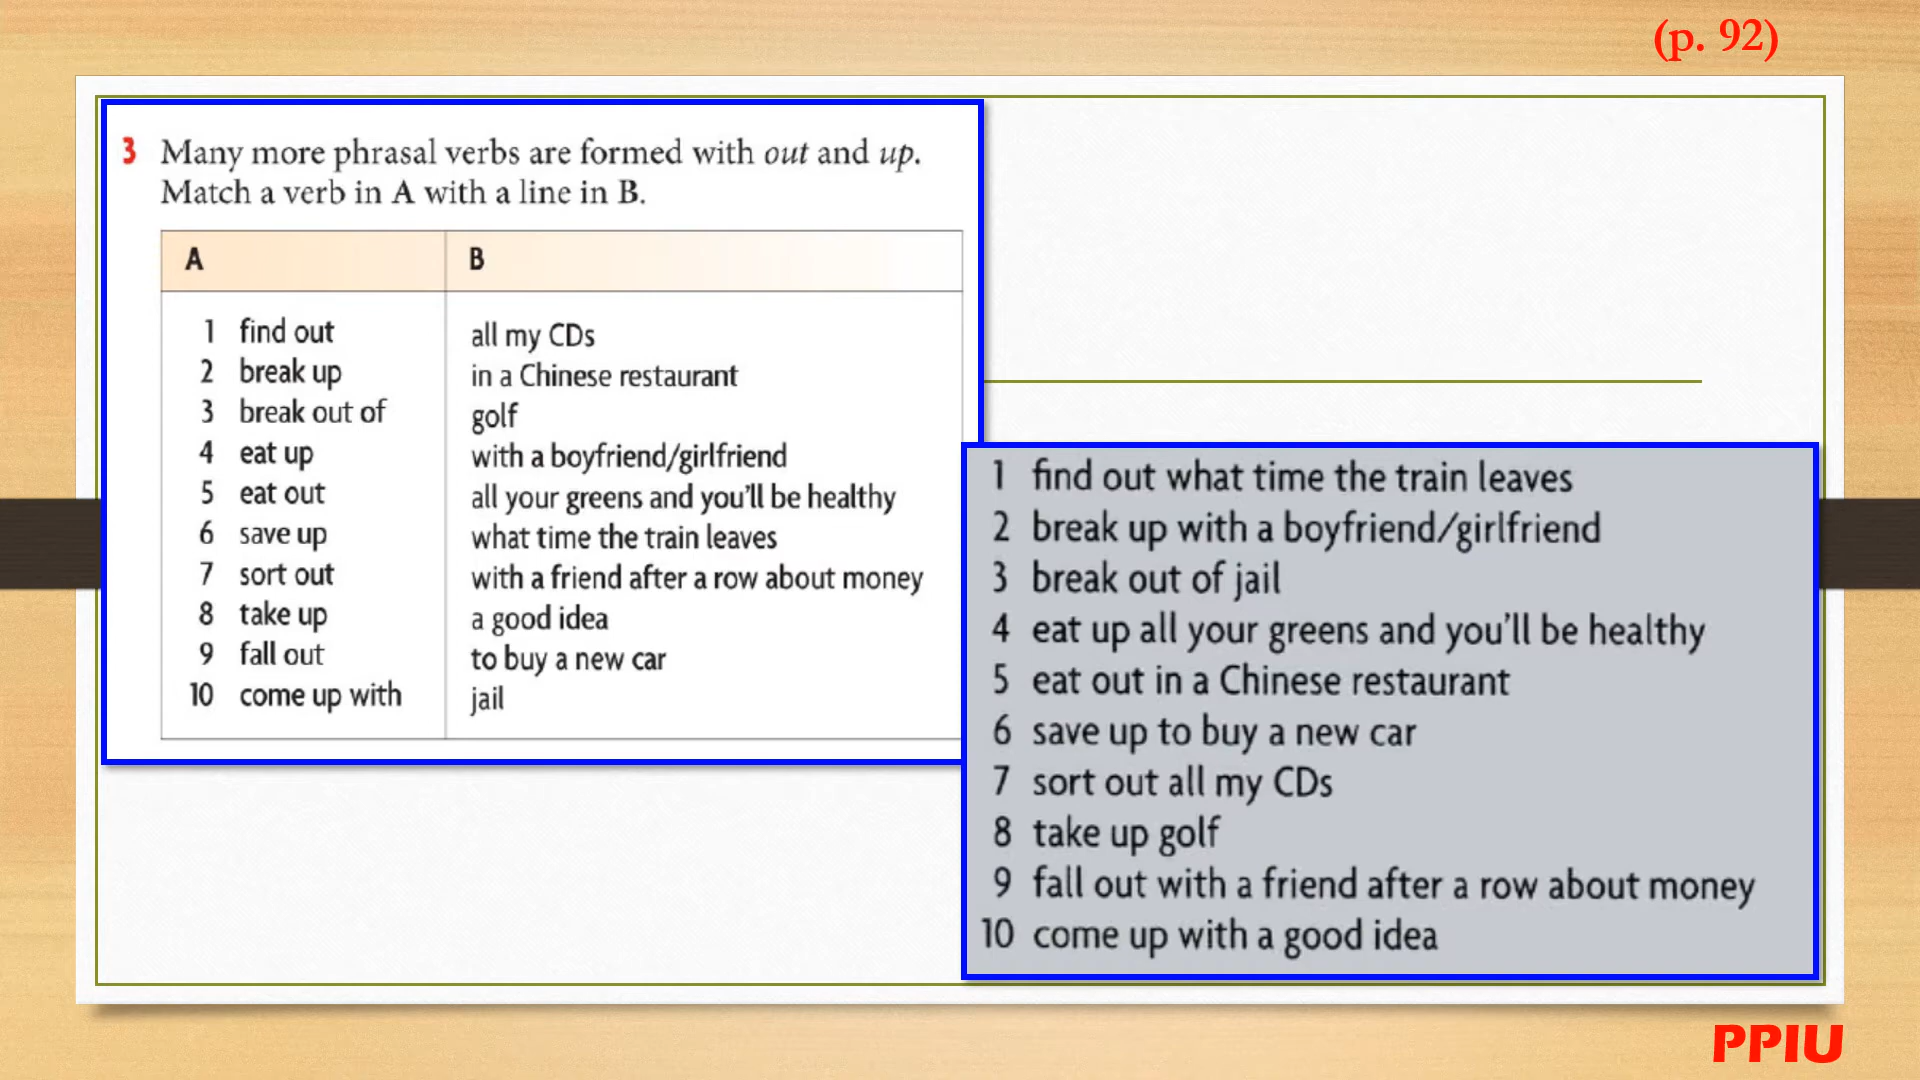 (p. 92)
3 Many more phrasal verbs are formed with out and up.
Match a verb in A with a line in B.
A B
1 find out all my CDs
2 break up in a Chinese restaurant
3 break out of golf
4 eat up with a boyfriend/girlfriend
5 eat out all your greens and you'll be healthy
6 save up what time the train leaves
7 sort out with a friend after a row about money
8 take up a good idea
9 fall out to buy a new car
10 come up with jail
1 find out what time the train leaves
2 break up with a boyfriend/girlfriend
3 break out of jail
4 eat up all your greens and you'll be healthy
5 eat out in a Chinese restaurant
6 save up to buy a new car
7 sort out all my CDs
8 take up golf
9 fall out with a friend after a row about money
10 come up with a good idea
PPIU